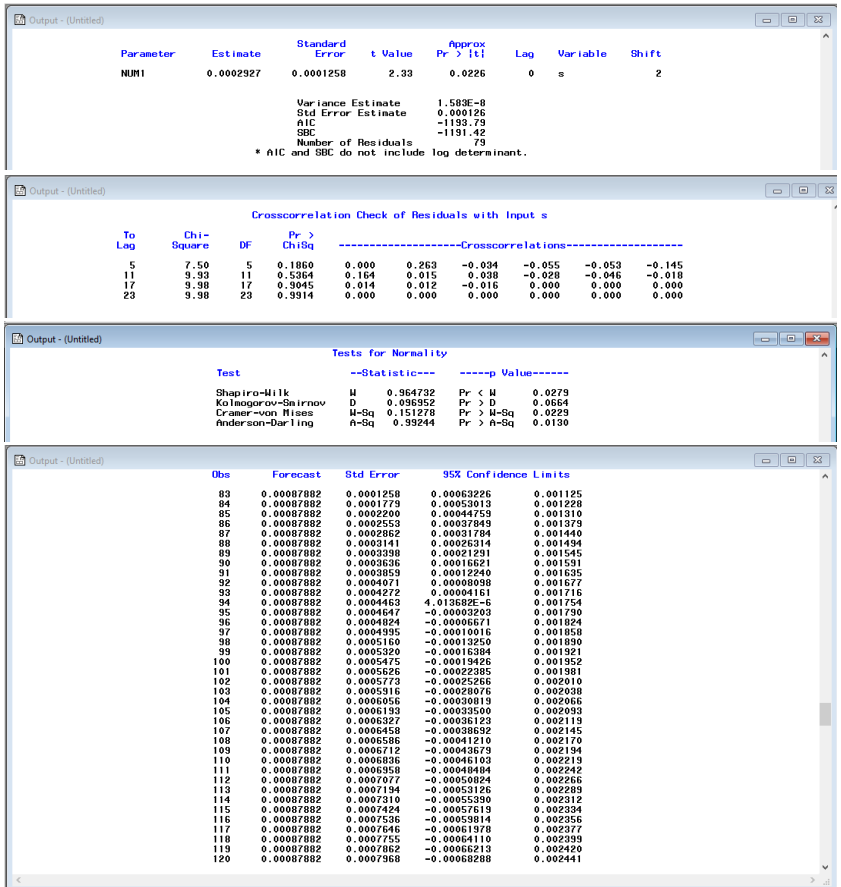 Output - (Untitled)
Standard Approx
Parameter Estimate Error t Value Pr > |t| Lag Variable Shift
NUM1 0.0002927 0.0001258 2.33 0.0226 0 s 2
Variance Estimate 1.583E-8
Std Error Estimate 0.000126
AIC -1193.79
SBC -1191.42
Number of Residuals 79
* AIC and SBC do not include log determinant.
Output - (Untitled)
Crosscorrelation Check of Residuals with Input s
To Chi- Pr >
Lag Square DF ChiSq --------------------Crosscorrelations--------------------
5 7.50 5 0.1860 0.000 0.263 -0.034 -0.055 -0.053 -0.145
11 9.93 11 0.5364 0.164 0.015 0.038 -0.028 -0.046 -0.018
17 9.98 17 0.9045 0.014 0.012 -0.016 0.000 0.000 0.000
23 9.98 23 0.9914 0.000 0.000 0.000 0.000 0.000 0.000
Output - (Untitled)
Tests for Normality
Test --Statistic--- -----p Value------
Shapiro-Wilk W 0.964732 Pr < W 0.0279
Kolmogorov-Smirnov D 0.096952 Pr > D 0.0664
Cramer-von Mises W-Sq 0.151278 Pr > W-Sq 0.0229
Anderson-Darling A-Sq 0.99244 Pr > A-Sq 0.0130
Output - (Untitled)
Obs Forecast Std Error 95% Confidence Limits
83 0.00087882 0.0001258 0.00063226 0.001125
84 0.00087882 0.0001779 0.00053013 0.001228
85 0.00087882 0.0002200 0.00044759 0.001310
86 0.00087882 0.0002553 0.00037849 0.001379
87 0.00087882 0.0002862 0.00031784 0.001440
88 0.00087882 0.0003141 0.00026314 0.001494
89 0.00087882 0.0003398 0.00021291 0.001545
90 0.00087882 0.0003636 0.00016621 0.001591
91 0.00087882 0.0003859 0.00012240 0.001635
92 0.00087882 0.0004071 0.00008098 0.001677
93 0.00087882 0.0004272 0.00004161 0.001716
94 0.00087882 0.0004463 4.013682E-6 0.001754
95 0.00087882 0.0004647 -0.00003203 0.001790
96 0.00087882 0.0004824 -0.00006671 0.001824
97 0.00087882 0.0004995 -0.00010016 0.001858
98 0.00087882 0.0005160 -0.00013250 0.001890
99 0.00087882 0.0005320 -0.00016384 0.001921
100 0.00087882 0.0005475 -0.00019426 0.001952
101 0.00087882 0.0005626 -0.00022385 0.001981
102 0.00087882 0.0005773 -0.00025266 0.002010
103 0.00087882 0.0005916 -0.00028076 0.002038
104 0.00087882 0.0006056 -0.00030819 0.002066
105 0.00087882 0.0006193 -0.00033500 0.002093
106 0.00087882 0.0006327 -0.00036123 0.002119
107 0.00087882 0.0006458 -0.00038692 0.002145
108 0.00087882 0.0006586 -0.00041210 0.002170
109 0.00087882 0.0006712 -0.00043679 0.002194
110 0.00087882 0.0006836 -0.00046103 0.002219
111 0.00087882 0.0006958 -0.00048484 0.002242
112 0.00087882 0.0007077 -0.00050824 0.002266
113 0.00087882 0.0007194 -0.00053126 0.002289
114 0.00087882 0.0007310 -0.00055390 0.002312
115 0.00087882 0.0007424 -0.00057619 0.002334
116 0.00087882 0.0007536 -0.00059814 0.002356
117 0.00087882 0.0007646 -0.00061978 0.002377
118 0.00087882 0.0007755 -0.00064110 0.002399
119 0.00087882 0.0007862 -0.00066213 0.002420
120 0.00087882 0.0007968 -0.00068288 0.002441